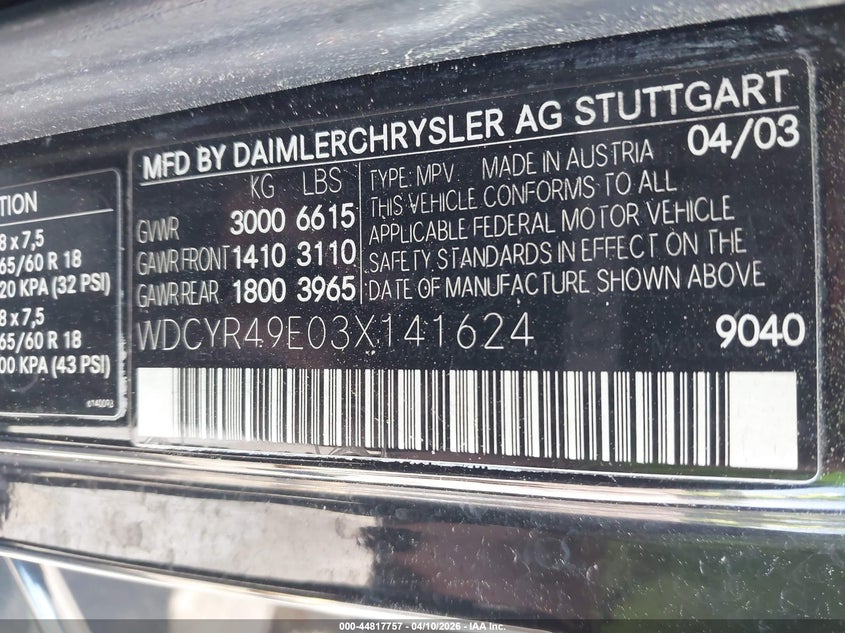 TION
8 x 7,5
65/60 R 18
20 KPA (32 PSI)
8 x 7,5
65/60 R 18
00 KPA (43 PSI)
6140093
MFD BY DAIMLERCHRYSLER AG STUTTGART
04/03
KG LBS
GVWR 3000 6615
GAWR FRONT 1410 3110
GAWR REAR 1800 3965
TYPE: MPV MADE IN AUSTRIA
THIS VEHICLE CONFORMS TO ALL
APPLICABLE FEDERAL MOTOR VEHICLE
SAFETY STANDARDS IN EFFECT ON THE
DATE OF MANUFACTURE SHOWN ABOVE
WDCYR49E03X141624 9040
000-44817757 - 04/10/2026 - IAA Inc.